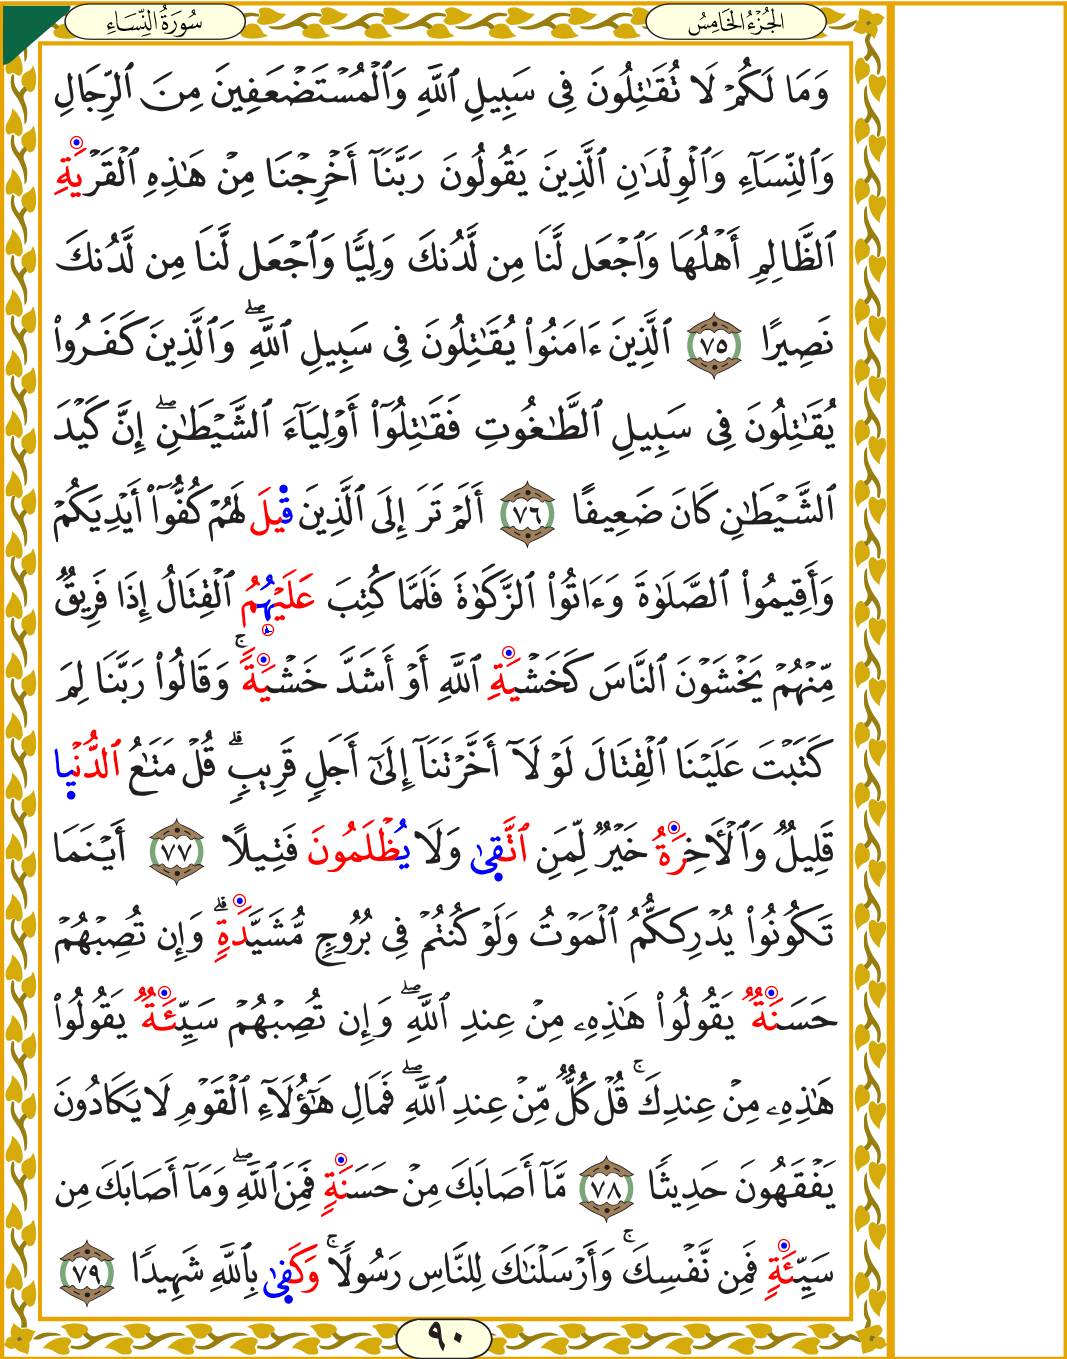 الجُزْءُ الخَامِسُ
سُورَةُ النِّسَاءِ
وَمَا لَكُمْ لَا تُقَٰتِلُونَ فِى سَبِيلِ ٱللَّهِ وَٱلْمُسْتَضْعَفِينَ مِنَ ٱلرِّجَالِ
وَٱلنِّسَآءِ وَٱلْوِلْدَٰنِ ٱلَّذِينَ يَقُولُونَ رَبَّنَآ أَخْرِجْنَا مِنْ هَٰذِهِ ٱلْقَرْيَةِ
ٱلظَّالِمِ أَهْلُهَا وَٱجْعَل لَّنَا مِن لَّدُنكَ وَلِيًّا وَٱجْعَل لَّنَا مِن لَّدُنكَ
نَصِيرًا ٧٥ ٱلَّذِينَ ءَامَنُوا۟ يُقَٰتِلُونَ فِى سَبِيلِ ٱللَّهِ ۖ وَٱلَّذِينَ كَفَرُوا۟
يُقَٰتِلُونَ فِى سَبِيلِ ٱلطَّٰغُوتِ فَقَٰتِلُوٓا۟ أَوْلِيَآءَ ٱلشَّيْطَٰنِ ۖ إِنَّ كَيْدَ
ٱلشَّيْطَٰنِ كَانَ ضَعِيفًا ٧٦ أَلَمْ تَرَ إِلَى ٱلَّذِينَ قِيلَ لَهُمْ كُفُّوٓا۟ أَيْدِيَكُمْ
وَأَقِيمُوا۟ ٱلصَّلَوٰةَ وَءَاتُوا۟ ٱلزَّكَوٰةَ فَلَمَّا كُتِبَ عَلَيْهُمُ ٱلْقِتَالُ إِذَا فَرِيقٌ
مِّنْهُمْ يَخْشَوْنَ ٱلنَّاسَ كَخَشْيَةِ ٱللَّهِ أَوْ أَشَدَّ خَشْيَةً ۚ وَقَالُوا۟ رَبَّنَا لِمَ
كَتَبْتَ عَلَيْنَا ٱلْقِتَالَ لَوْلَآ أَخَّرْتَنَآ إِلَىٰٓ أَجَلٍ قَرِيبٍ ۗ قُلْ مَتَٰعُ ٱلدُّنْيا
قَلِيلٌ وَٱلْـَٔاخِرَةُ خَيْرٌ لِّمَنِ ٱتَّقىٰ وَلَا يُظْلَمُونَ فَتِيلًا ٧٧ أَيْنَمَا
تَكُونُوا۟ يُدْرِككُّمُ ٱلْمَوْتُ وَلَوْ كُنتُمْ فِى بُرُوجٍ مُّشَيَّدَةٍ ۗ وَإِن تُصِبْهُمْ
حَسَنَةٌ يَقُولُوا۟ هَٰذِهِۦ مِنْ عِندِ ٱللَّهِ ۖ وَإِن تُصِبْهُمْ سَيِّئَةٌ يَقُولُوا۟
هَٰذِهِۦ مِنْ عِندِكَ ۚ قُلْ كُلٌّ مِّنْ عِندِ ٱللَّهِ ۖ فَمَالِ هَٰٓؤُلَآءِ ٱلْقَوْمِ لَا يَكَادُونَ
يَفْقَهُونَ حَدِيثًا ٧٨ مَّآ أَصَابَكَ مِنْ حَسَنَةٍ فَمِنَ ٱللَّهِ ۖ وَمَآ أَصَابَكَ مِن
سَيِّئَةٍ فَمِن نَّفْسِكَ ۚ وَأَرْسَلْنَٰكَ لِلنَّاسِ رَسُولًا ۚ وَكَفىٰ بِٱللَّهِ شَهِيدًا ٧٩
٩٠